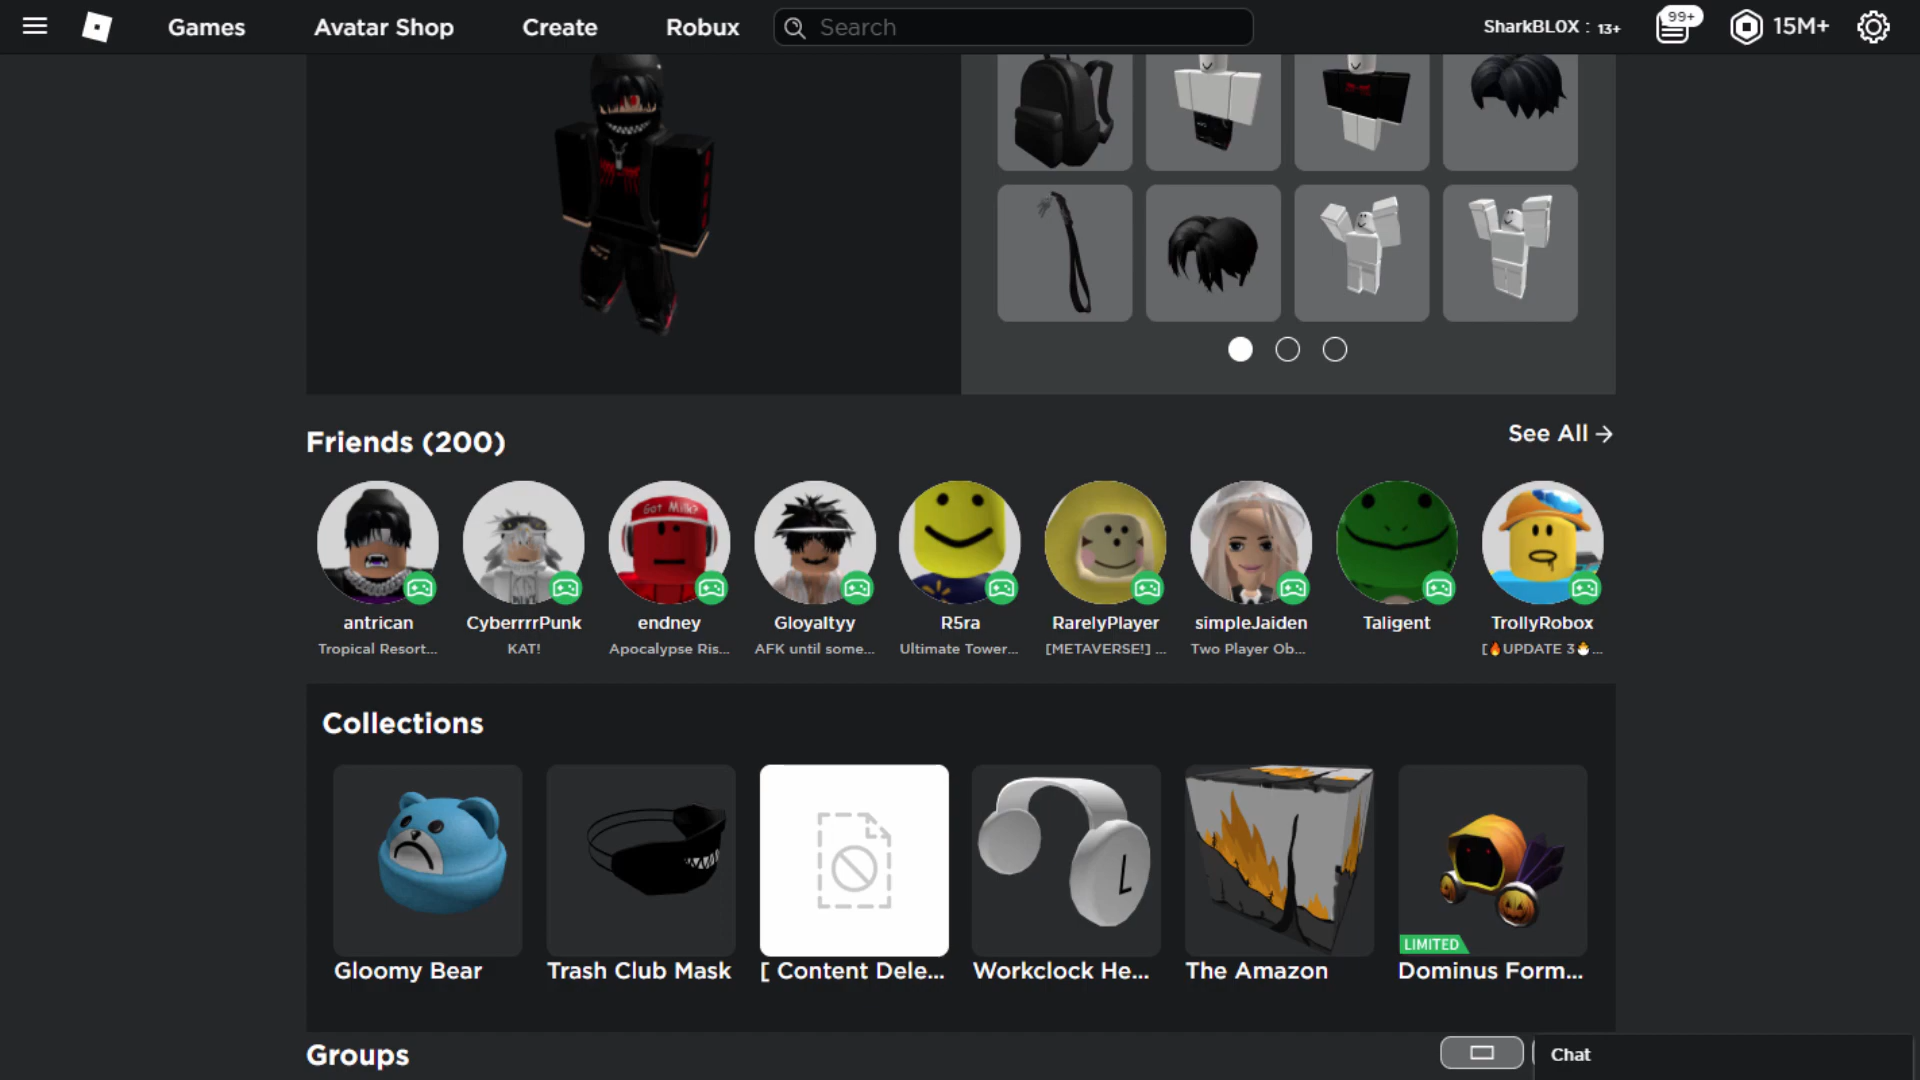 Games Avatar Shop Create Robux Search SharkBLOX : 13+ 99+ 15M+
Friends (200) See All →
Got Milk?
antrican CyberrrrPunk endney Gloyaltyy R5ra RarelyPlayer simpleJaiden Taligent TrollyRobox
Tropical Resort... KAT! Apocalypse Ris... AFK until some... Ultimate Tower... [METAVERSE!] ... Two Player Ob... [🔥UPDATE 3🐣...
Collections
L
LIMITED
Gloomy Bear Trash Club Mask [ Content Dele... Workclock He... The Amazon Dominus Form...
Groups Chat